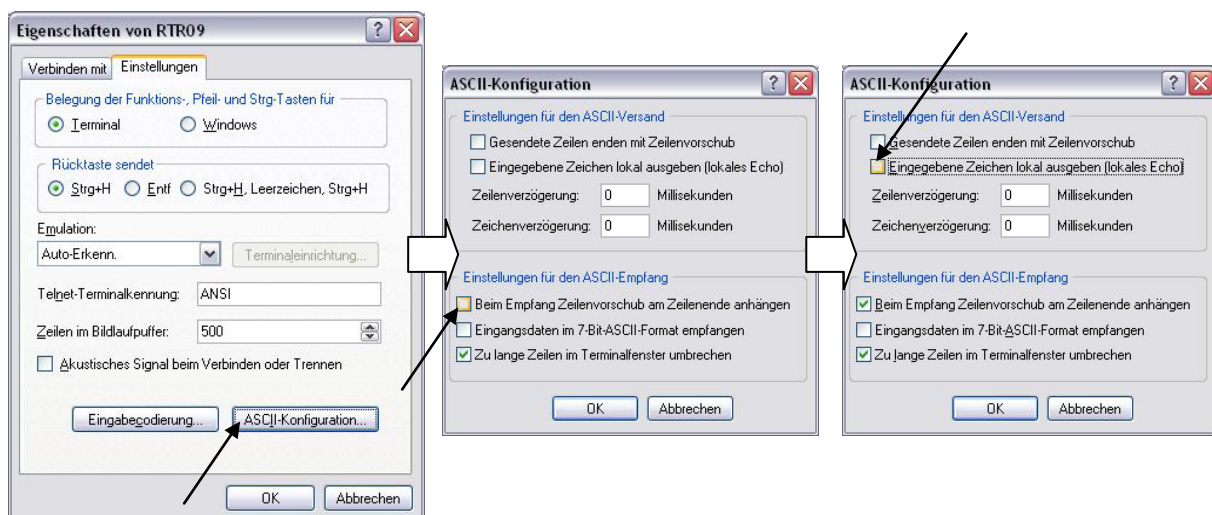 Eigenschaften von RTR09
Verbinden mit
Einstellungen
Belegung der Funktions-, Pfeil- und Strg-Tasten für
Terminal
Windows
Rücktaste sendet
Strg+H
Entf
Strg+H, Leerzeichen, Strg+H
Emulation:
Auto-Erkenn.
Terminaleinrichtung...
Telnet-Terminalkennung:
ANSI
Zeilen im Bildlaufpuffer:
500
Akustisches Signal beim Verbinden oder Trennen
Eingabecodierung...
ASCII-Konfiguration...
OK
Abbrechen
ASCII-Konfiguration
Einstellungen für den ASCII-Versand
Gesendete Zeilen enden mit Zeilenvorschub
Eingegebene Zeichen lokal ausgeben (lokales Echo)
Zeilenverzögerung:
0
Millisekunden
Zeichenverzögerung:
0
Millisekunden
Einstellungen für den ASCII-Empfang
Beim Empfang Zeilenvorschub am Zeilenende anhängen
Eingangsdaten im 7-Bit-ASCII-Format empfangen
Zu lange Zeilen im Terminalfenster umbrechen
OK
Abbrechen
ASCII-Konfiguration
Einstellungen für den ASCII-Versand
Gesendete Zeilen enden mit Zeilenvorschub
Eingegebene Zeichen lokal ausgeben (lokales Echo)
Zeilenverzögerung:
0
Millisekunden
Zeichenverzögerung:
0
Millisekunden
Einstellungen für den ASCII-Empfang
Beim Empfang Zeilenvorschub am Zeilenende anhängen
Eingangsdaten im 7-Bit-ASCII-Format empfangen
Zu lange Zeilen im Terminalfenster umbrechen
OK
Abbrechen